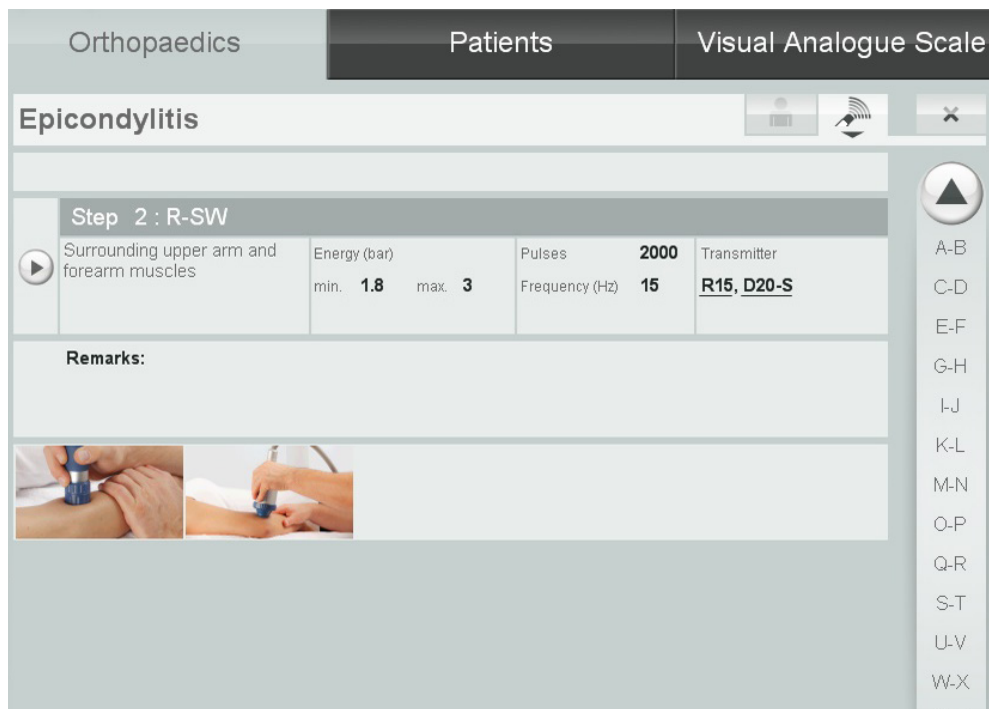 Orthopaedics Patients Visual Analogue Scale
Epicondylitis
Step 2 : R-SW
Surrounding upper arm and
forearm muscles
Energy (bar)
min. 1.8 max. 3
Pulses 2000
Frequency (Hz) 15
Transmitter
R15, D20-S
Remarks:
A-B
C-D
E-F
G-H
I-J
K-L
M-N
O-P
Q-R
S-T
U-V
W-X